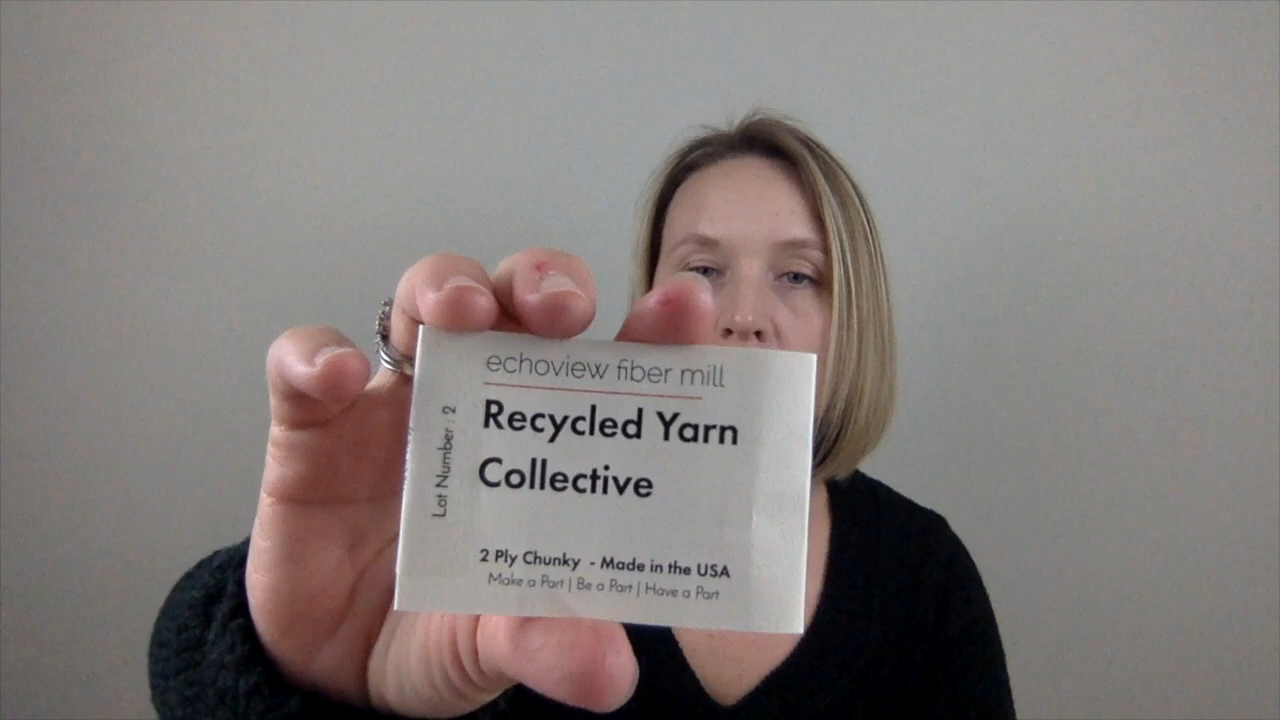 echoview fiber mill
Recycled Yarn
Collective
2 Ply Chunky - Made in the USA
Make a Part | Be a Part | Have a Part
Lot Number : 2